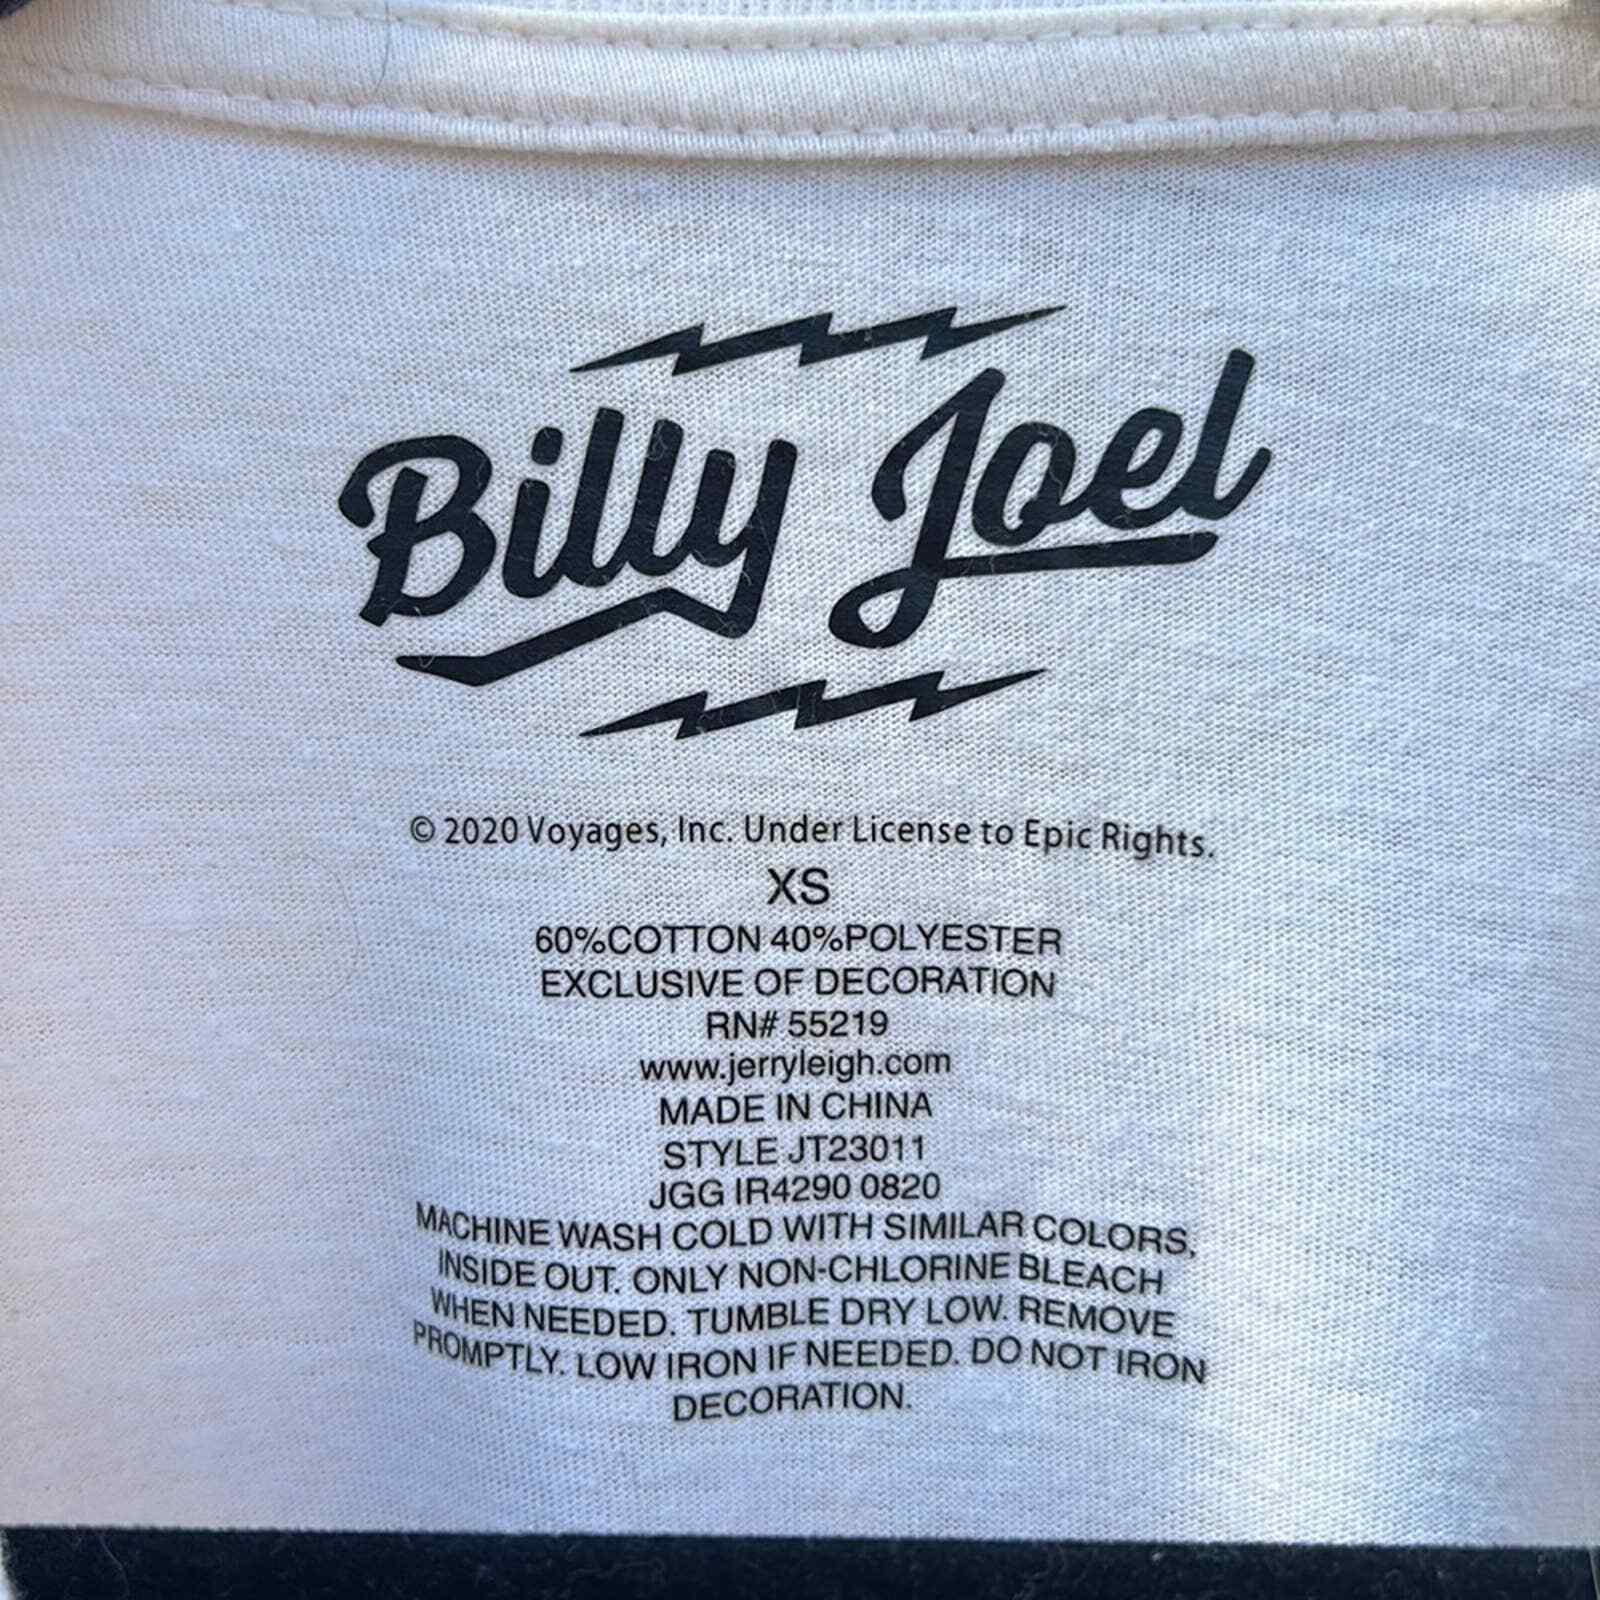 Billy Joel
© 2020 Voyages, Inc. Under License to Epic Rights.
XS
60%COTTON 40%POLYESTER
EXCLUSIVE OF DECORATION
RN# 55219
www.jerryleigh.com
MADE IN CHINA
STYLE JT23011
JGG IR4290 0820
MACHINE WASH COLD WITH SIMILAR COLORS,
INSIDE OUT. ONLY NON-CHLORINE BLEACH
WHEN NEEDED. TUMBLE DRY LOW. REMOVE
PROMPTLY. LOW IRON IF NEEDED. DO NOT IRON
DECORATION.